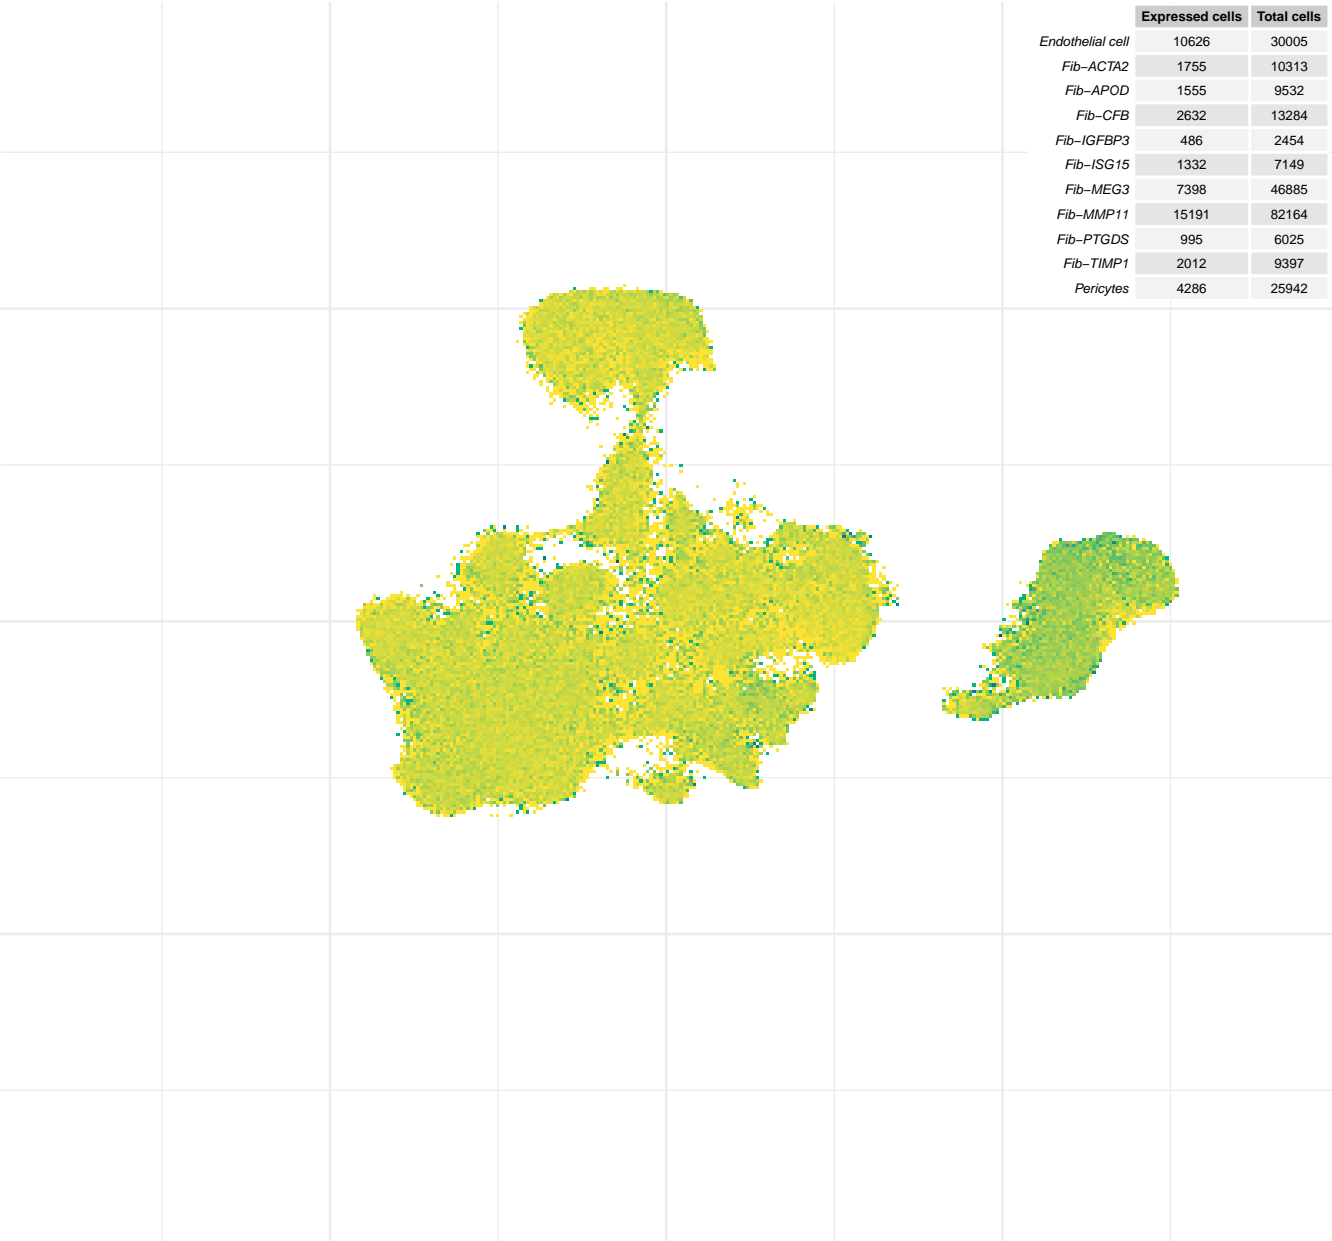 Expressed cells Total cells
Endothelial cell 10626 30005
Fib−ACTA2 1755 10313
Fib−APOD 1555 9532
Fib−CFB 2632 13284
Fib−IGFBP3 486 2454
Fib−ISG15 1332 7149
Fib−MEG3 7398 46885
Fib−MMP11 15191 82164
Fib−PTGDS 995 6025
Fib−TIMP1 2012 9397
Pericytes 4286 25942